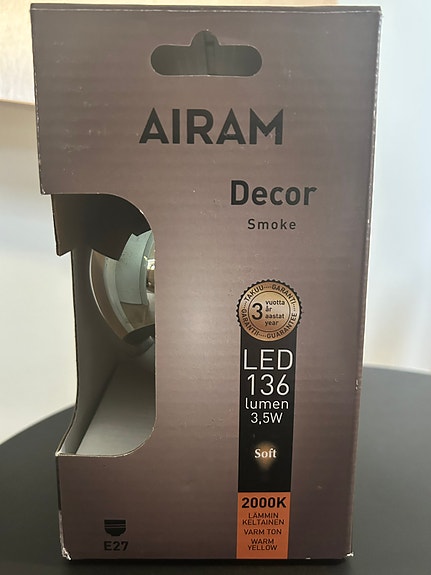 AIRAM
Decor
Smoke
TAKUU GARANTI
3 vuotta
år
aastat
year
GARANTII GUARANTEE
LED
136
lumen
3,5W
Soft
2000K
LÄMMIN
KELTAINEN
VARM TON
WARM
YELLOW
E27